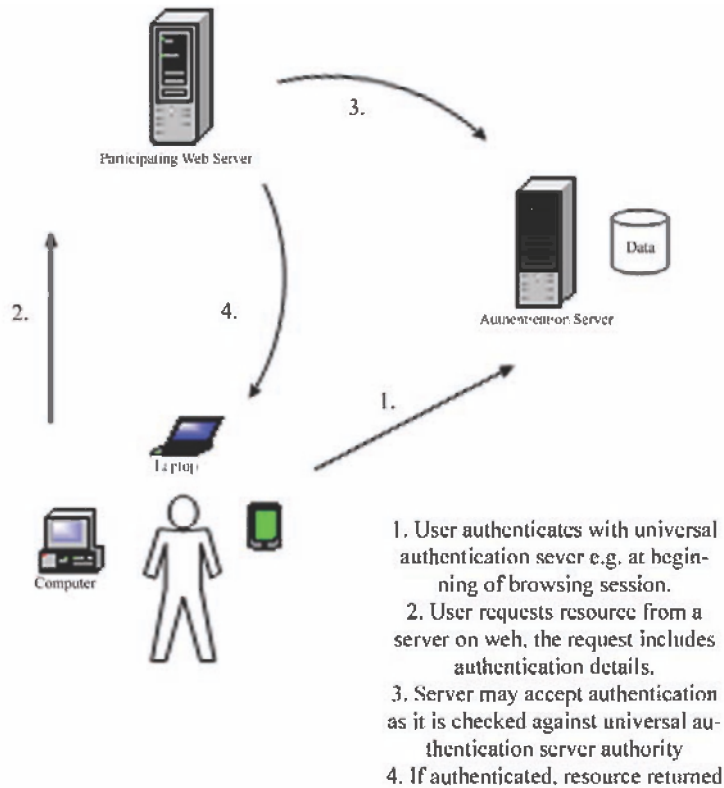 3.
Participating Web Server
Data
2.
4.
Authentication Server
1.
Laptop
Computer
1. User authenticates with universal
authentication sever e.g. at begin-
ning of browsing session.
2. User requests resource from a
server on web, the request includes
authentication details.
3. Server may accept authentication
as it is checked against universal au-
thentication server authority
4. If authenticated, resource returned